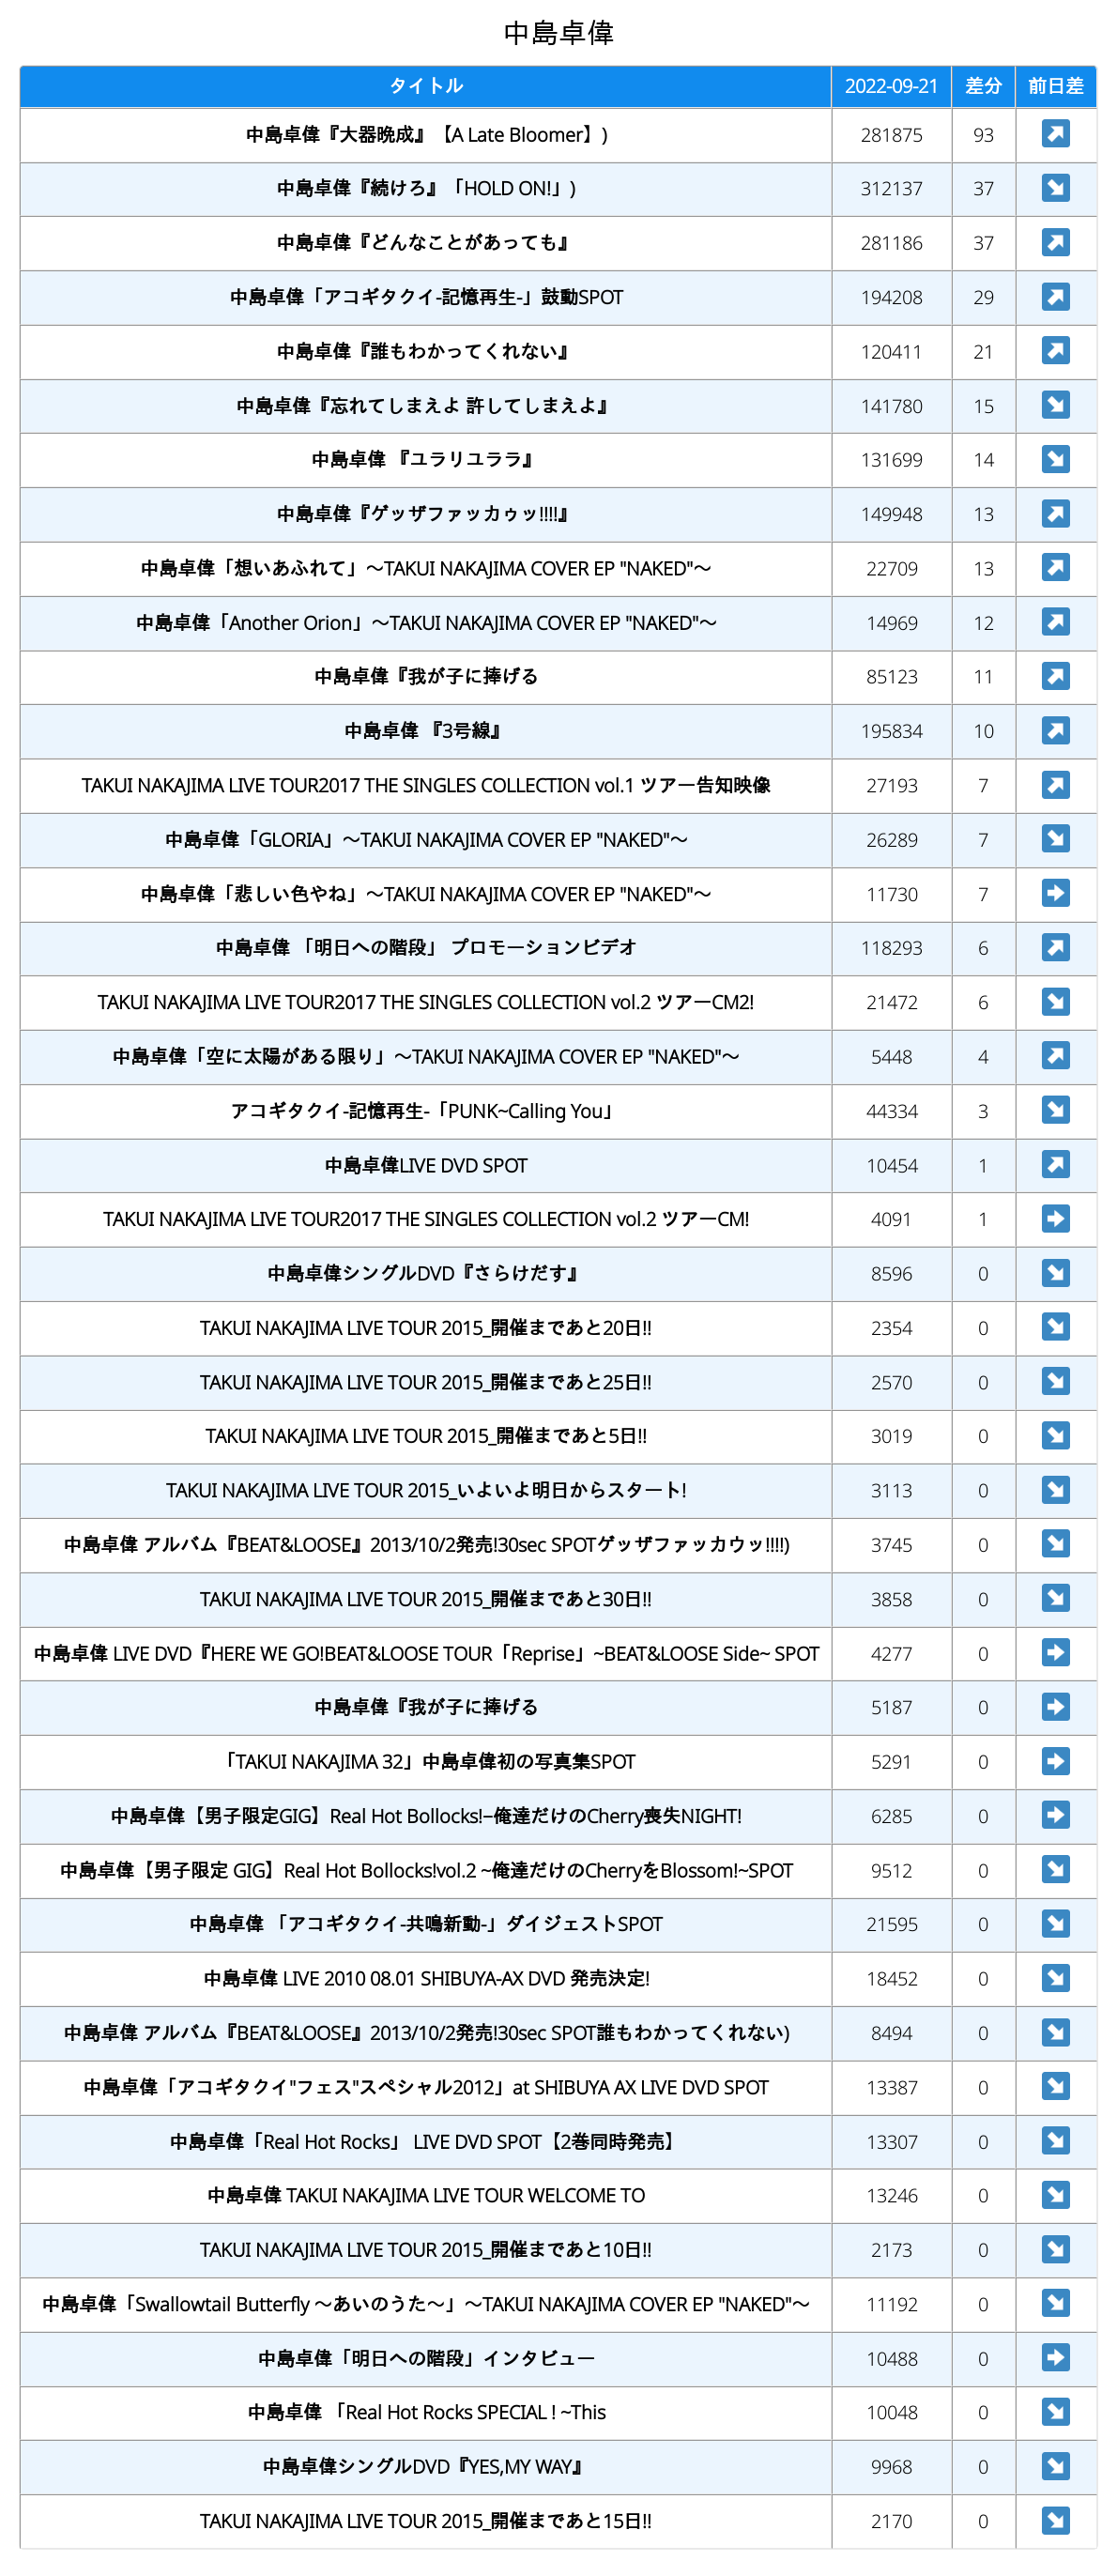 中島卓偉
タイトル 2022-09-21 差分 前日差
中島卓偉『大器晩成』【A Late Bloomer】) 281875 93 ↗
中島卓偉『続けろ』「HOLD ON!」) 312137 37 ↘
中島卓偉『どんなことがあっても』 281186 37 ↗
中島卓偉「アコギタクイ-記憶再生-」鼓動SPOT 194208 29 ↗
中島卓偉『誰もわかってくれない』 120411 21 ↗
中島卓偉『忘れてしまえよ 許してしまえよ』 141780 15 ↘
中島卓偉 『ユラリユララ』 131699 14 ↘
中島卓偉『ゲッザファッカゥッ!!!!』 149948 13 ↗
中島卓偉「想いあふれて」〜TAKUI NAKAJIMA COVER EP "NAKED"〜 22709 13 ↗
中島卓偉「Another Orion」〜TAKUI NAKAJIMA COVER EP "NAKED"〜 14969 12 ↗
中島卓偉『我が子に捧げる 85123 11 ↗
中島卓偉 『3号線』 195834 10 ↗
TAKUI NAKAJIMA LIVE TOUR2017 THE SINGLES COLLECTION vol.1 ツアー告知映像 27193 7 ↗
中島卓偉「GLORIA」〜TAKUI NAKAJIMA COVER EP "NAKED"〜 26289 7 ↘
中島卓偉「悲しい色やね」〜TAKUI NAKAJIMA COVER EP "NAKED"〜 11730 7 ➡
中島卓偉 「明日への階段」 プロモーションビデオ 118293 6 ↗
TAKUI NAKAJIMA LIVE TOUR2017 THE SINGLES COLLECTION vol.2 ツアーCM2! 21472 6 ↘
中島卓偉「空に太陽がある限り」〜TAKUI NAKAJIMA COVER EP "NAKED"〜 5448 4 ↗
アコギタクイ-記憶再生-「PUNK~Calling You」 44334 3 ↘
中島卓偉LIVE DVD SPOT 10454 1 ↗
TAKUI NAKAJIMA LIVE TOUR2017 THE SINGLES COLLECTION vol.2 ツアーCM! 4091 1 ➡
中島卓偉シングルDVD『さらけだす』 8596 0 ↘
TAKUI NAKAJIMA LIVE TOUR 2015_開催まであと20日!! 2354 0 ↘
TAKUI NAKAJIMA LIVE TOUR 2015_開催まであと25日!! 2570 0 ↘
TAKUI NAKAJIMA LIVE TOUR 2015_開催まであと5日!! 3019 0 ↘
TAKUI NAKAJIMA LIVE TOUR 2015_いよいよ明日からスタート! 3113 0 ↘
中島卓偉 アルバム『BEAT&LOOSE』2013/10/2発売!30sec SPOTゲッザファッカウッ!!!!) 3745 0 ↘
TAKUI NAKAJIMA LIVE TOUR 2015_開催まであと30日!! 3858 0 ↘
中島卓偉 LIVE DVD『HERE WE GO!BEAT&LOOSE TOUR「Reprise」~BEAT&LOOSE Side~ SPOT 4277 0 ➡
中島卓偉『我が子に捧げる 5187 0 ➡
「TAKUI NAKAJIMA 32」中島卓偉初の写真集SPOT 5291 0 ➡
中島卓偉【男子限定GIG】Real Hot Bollocks!−俺達だけのCherry喪失NIGHT! 6285 0 ➡
中島卓偉【男子限定 GIG】Real Hot Bollocks!vol.2 ~俺達だけのCherryをBlossom!~SPOT 9512 0 ↘
中島卓偉 「アコギタクイ-共鳴新動-」ダイジェストSPOT 21595 0 ↘
中島卓偉 LIVE 2010 08.01 SHIBUYA-AX DVD 発売決定! 18452 0 ↘
中島卓偉 アルバム『BEAT&LOOSE』2013/10/2発売!30sec SPOT誰もわかってくれない) 8494 0 ↘
中島卓偉「アコギタクイ"フェス"スペシャル2012」at SHIBUYA AX LIVE DVD SPOT 13387 0 ↘
中島卓偉「Real Hot Rocks」 LIVE DVD SPOT【2巻同時発売】 13307 0 ↘
中島卓偉 TAKUI NAKAJIMA LIVE TOUR WELCOME TO 13246 0 ↘
TAKUI NAKAJIMA LIVE TOUR 2015_開催まであと10日!! 2173 0 ↘
中島卓偉「Swallowtail Butterfly 〜あいのうた〜」〜TAKUI NAKAJIMA COVER EP "NAKED"〜 11192 0 ↘
中島卓偉「明日への階段」インタビュー 10488 0 ➡
中島卓偉 「Real Hot Rocks SPECIAL ! ~This 10048 0 ↘
中島卓偉シングルDVD『YES,MY WAY』 9968 0 ↘
TAKUI NAKAJIMA LIVE TOUR 2015_開催まであと15日!! 2170 0 ↘